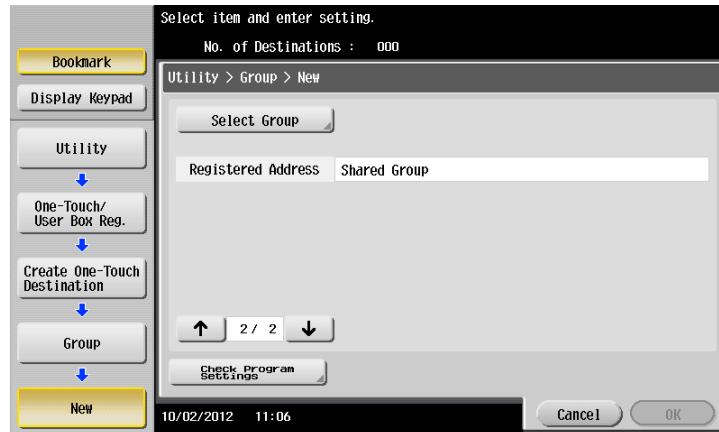 Select item and enter setting.
No. of Destinations : 000
Bookmark
Display Keypad
Utility
One-Touch/
User Box Reg.
Create One-Touch
Destination
Group
New
Utility > Group > New
Select Group
Registered Address Shared Group
↑ 2/ 2 ↓
Check Program
Settings
10/02/2012 11:06
Cancel OK